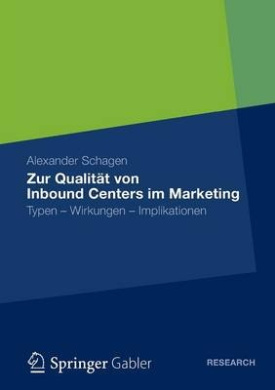 Alexander Schagen
Zur Qualität von
Inbound Centers im Marketing
Typen – Wirkungen – Implikationen
Springer Gabler
RESEARCH